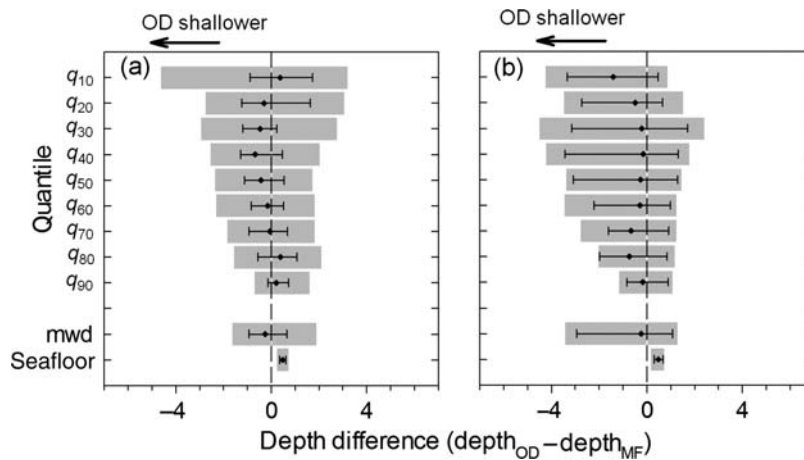 OD shallower
OD shallower
(a)
(b)
Quantile
q10
q20
q30
q40
q50
q60
q70
q80
q90
mwd
Seafloor
−4 0 4
−4 0 4
Depth difference (depthOD−depthMF)